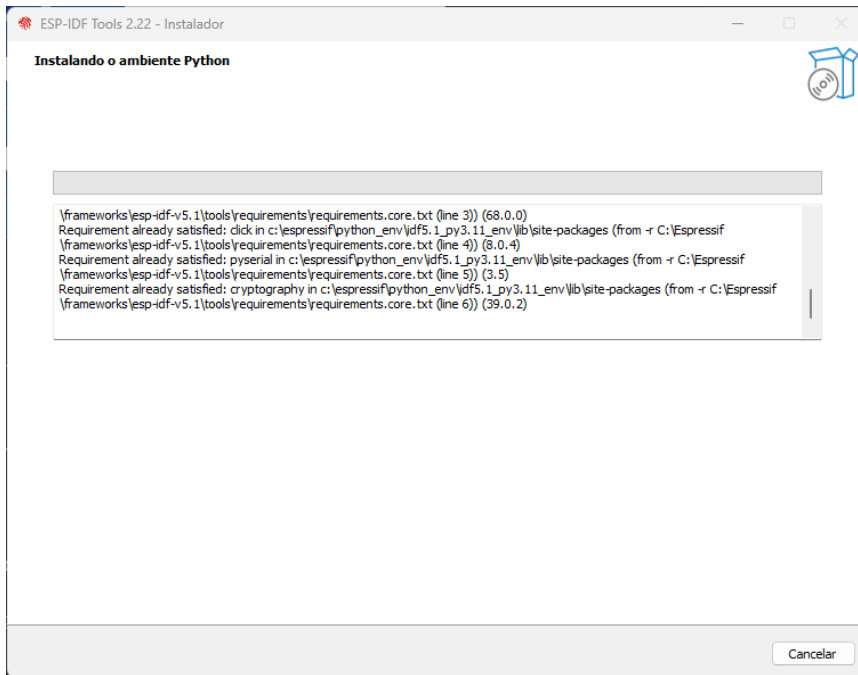 ESP-IDF Tools 2.22 - Instalador
Instalando o ambiente Python
\frameworks\esp-idf-v5.1\tools\requirements\requirements.core.txt (line 3)) (68.0.0)
Requirement already satisfied: click in c:\espressif\python_env\idf5.1_py3.11_env\lib\site-packages (from -r C:\Espressif
\frameworks\esp-idf-v5.1\tools\requirements\requirements.core.txt (line 4)) (8.0.4)
Requirement already satisfied: pyserial in c:\espressif\python_env\idf5.1_py3.11_env\lib\site-packages (from -r C:\Espressif
\frameworks\esp-idf-v5.1\tools\requirements\requirements.core.txt (line 5)) (3.5)
Requirement already satisfied: cryptography in c:\espressif\python_env\idf5.1_py3.11_env\lib\site-packages (from -r C:\Espressif
\frameworks\esp-idf-v5.1\tools\requirements\requirements.core.txt (line 6)) (39.0.2)
Cancelar